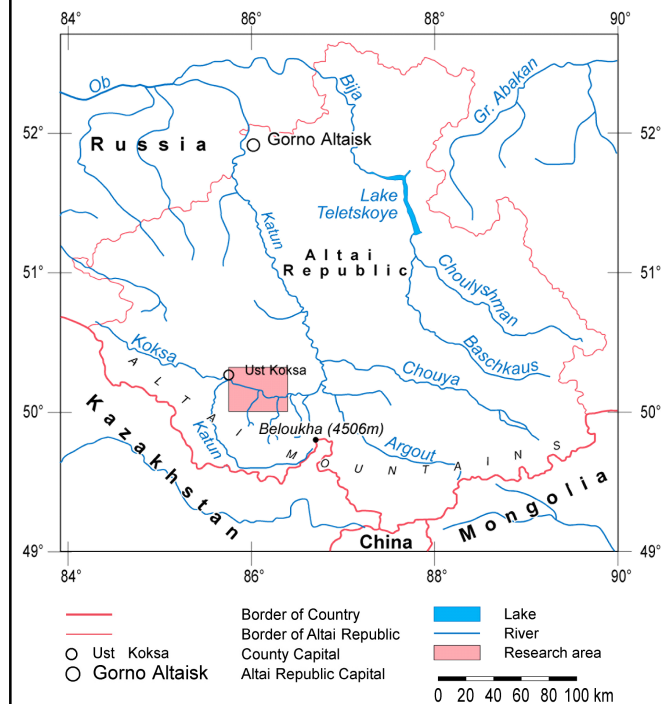 84° 86° 88° 90°
Ob
Bija
Gr. Abakan
52° 52°
Russia
Gorno Altaisk
Lake
Teletskoye
Katun
Altai
Republic
51° 51°
Choulyshman
Koksa
Baschkaus
Ust Koksa
Chouya
50° 50°
Beloukha (4506m)
Katun
Argout
ALTAI MOUNTAINS
Kazakhstan
Mongolia
China
49° 49°
84° 86° 88° 90°
Border of Country
Lake
Border of Altai Republic
River
Ust Koksa County Capital
Research area
Gorno Altaisk Altai Republic Capital
0 20 40 60 80 100 km